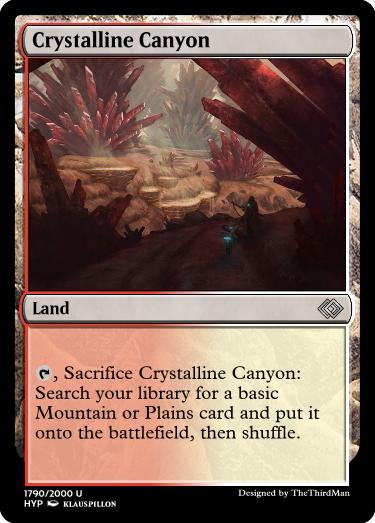 Crystalline Canyon
Land
, Sacrifice Crystalline Canyon:
Search your library for a basic
Mountain or Plains card and put it
onto the battlefield, then shuffle.
1790/2000 U
Designed by TheThirdMan
HYP KLAUSPILLON